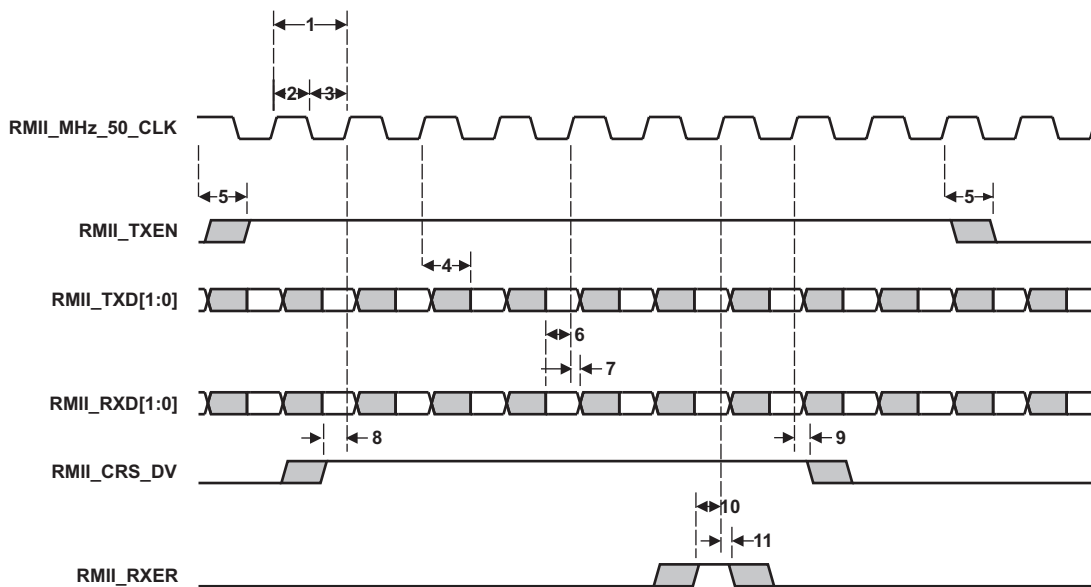 1
2
3
RMII_MHz_50_CLK
5
5
RMII_TXEN
4
RMII_TXD[1:0]
6
7
RMII_RXD[1:0]
8
9
RMII_CRS_DV
10
11
RMII_RXER